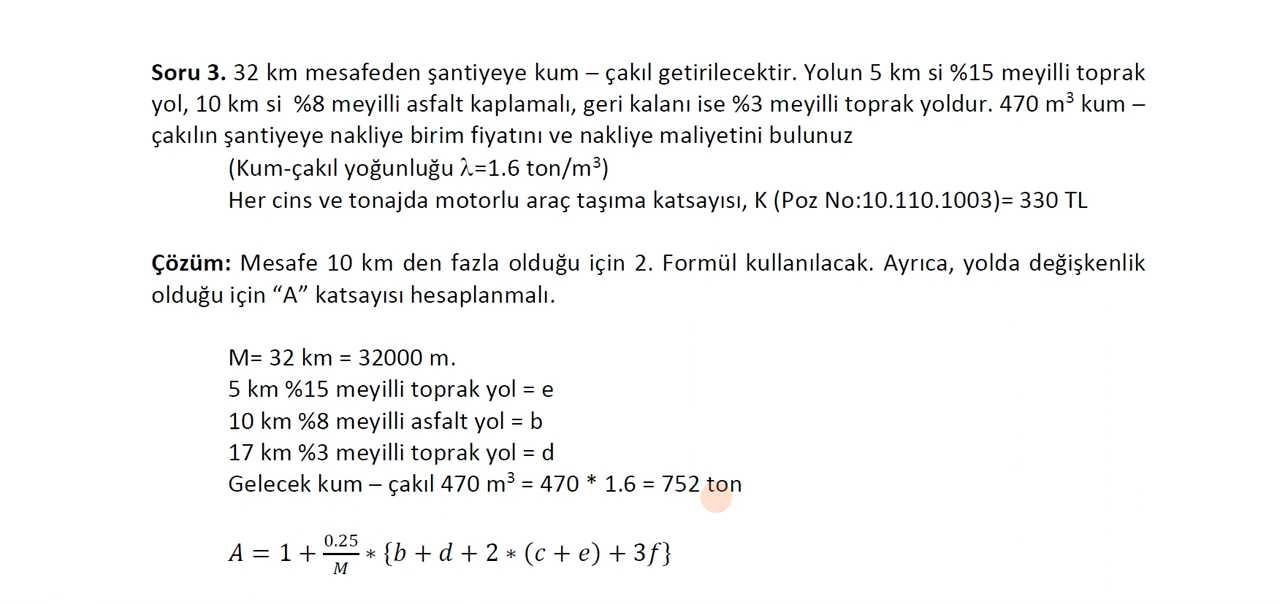 Soru 3. 32 km mesafeden şantiyeye kum – çakıl getirilecektir. Yolun 5 km si %15 meyilli toprak
yol, 10 km si %8 meyilli asfalt kaplamalı, geri kalanı ise %3 meyilli toprak yoldur. 470 m³ kum –
çakılın şantiyeye nakliye birim fiyatını ve nakliye maliyetini bulunuz
(Kum-çakıl yoğunluğu λ=1.6 ton/m³)
Her cins ve tonajda motorlu araç taşıma katsayısı, K (Poz No:10.110.1003)= 330 TL
Çözüm: Mesafe 10 km den fazla olduğu için 2. Formül kullanılacak. Ayrıca, yolda değişkenlik
olduğu için “A” katsayısı hesaplanmalı.
M= 32 km = 32000 m.
5 km %15 meyilli toprak yol = e
10 km %8 meyilli asfalt yol = b
17 km %3 meyilli toprak yol = d
Gelecek kum – çakıl 470 m³ = 470 * 1.6 = 752 ton
A = 1 + 0.25/M * {b + d + 2 * (c + e) + 3f}